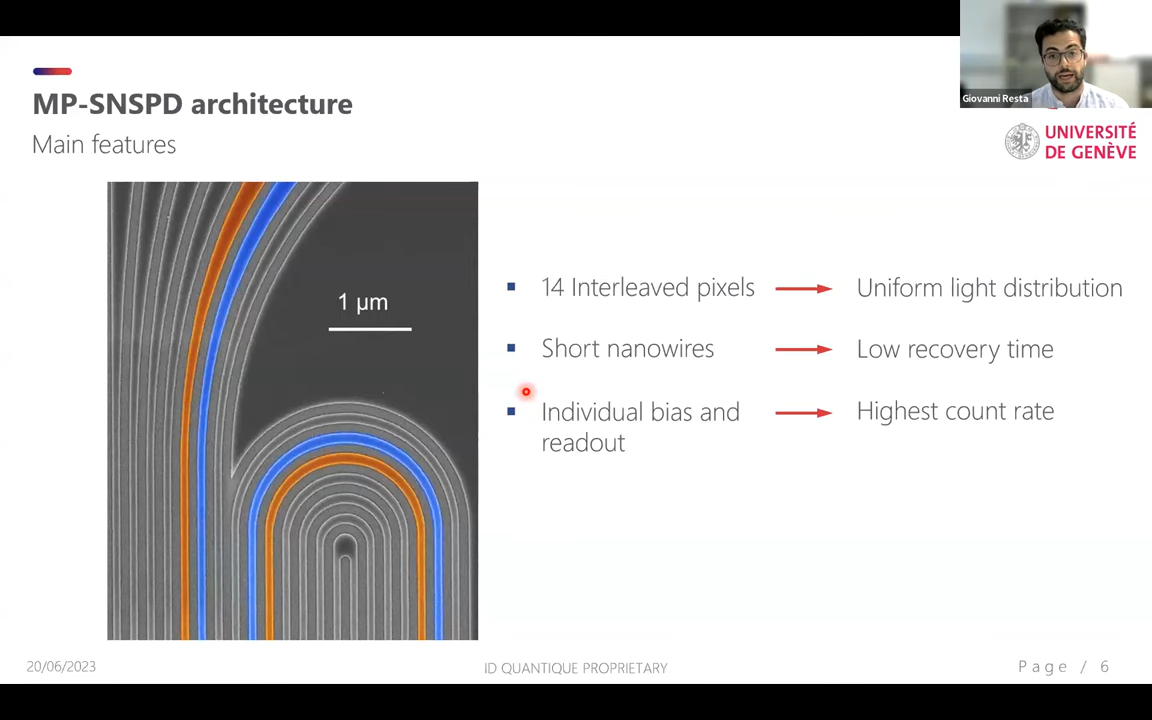 Giovanni Resta
MP-SNSPD architecture
Main features
UNIVERSITÉ
DE GENÈVE
1 µm
14 Interleaved pixels
Uniform light distribution
Short nanowires
Low recovery time
Individual bias and
readout
Highest count rate
20/06/2023
ID QUANTIQUE PROPRIETARY
Page / 6